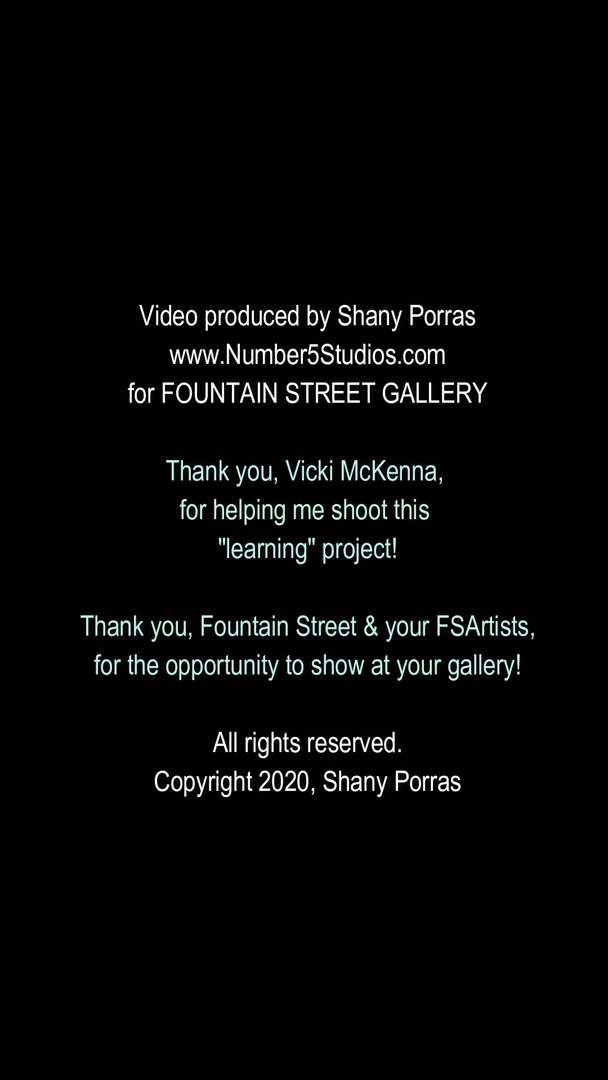 Video produced by Shany Porras
www.Number5Studios.com
for FOUNTAIN STREET GALLERY
Thank you, Vicki McKenna,
for helping me shoot this
"learning" project!
Thank you, Fountain Street & your FSArtists,
for the opportunity to show at your gallery!
All rights reserved.
Copyright 2020, Shany Porras